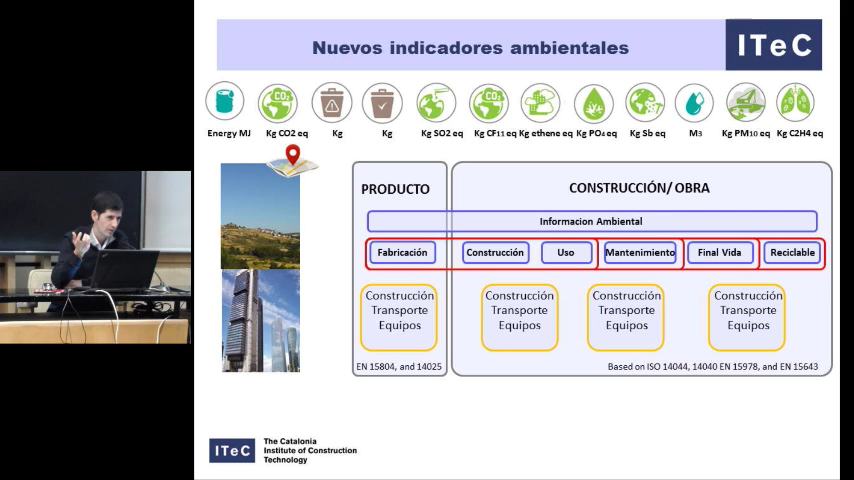 Nuevos indicadores ambientales
ITeC
CO2
CO2
Energy MJ
Kg CO2 eq
Kg
Kg
Kg SO2 eq
Kg CF11 eq
Kg ethene eq
Kg PO4 eq
Kg Sb eq
M3
Kg PM10 eq
Kg C2H4 eq
PRODUCTO
CONSTRUCCIÓN/ OBRA
Informacion Ambiental
Fabricación
Construcción
Uso
Mantenimiento
Final Vida
Reciclable
Construcción
Transporte
Equipos
Construcción
Transporte
Equipos
Construcción
Transporte
Equipos
Construcción
Transporte
Equipos
EN 15804, and 14025
Based on ISO 14044, 14040 EN 15978, and EN 15643
ITeC
The Catalonia
Institute of Construction
Technology